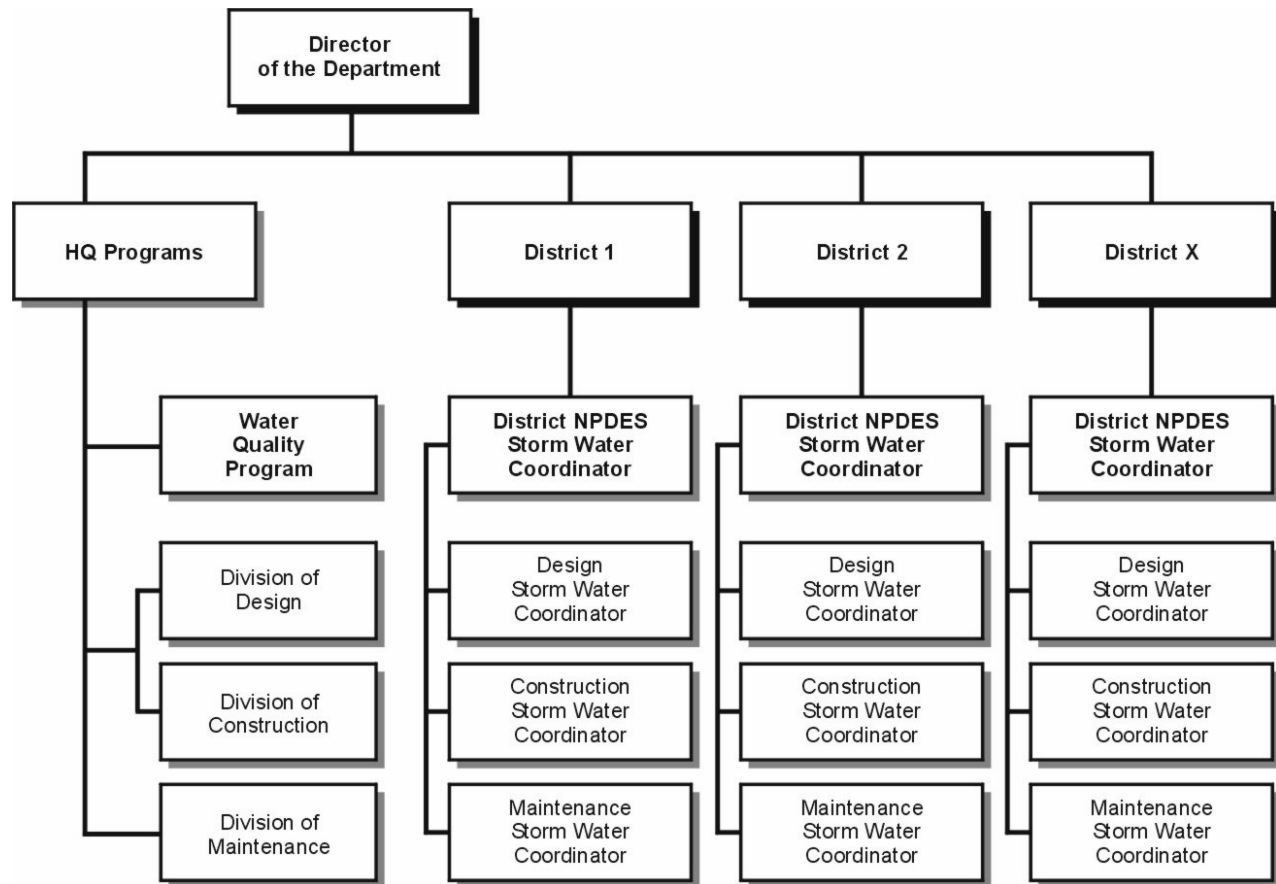 Director
of the Department
HQ Programs
District 1
District 2
District X
Water
Quality
Program
District NPDES
Storm Water
Coordinator
District NPDES
Storm Water
Coordinator
District NPDES
Storm Water
Coordinator
Division of
Design
Design
Storm Water
Coordinator
Design
Storm Water
Coordinator
Design
Storm Water
Coordinator
Division of
Construction
Construction
Storm Water
Coordinator
Construction
Storm Water
Coordinator
Construction
Storm Water
Coordinator
Division of
Maintenance
Maintenance
Storm Water
Coordinator
Maintenance
Storm Water
Coordinator
Maintenance
Storm Water
Coordinator